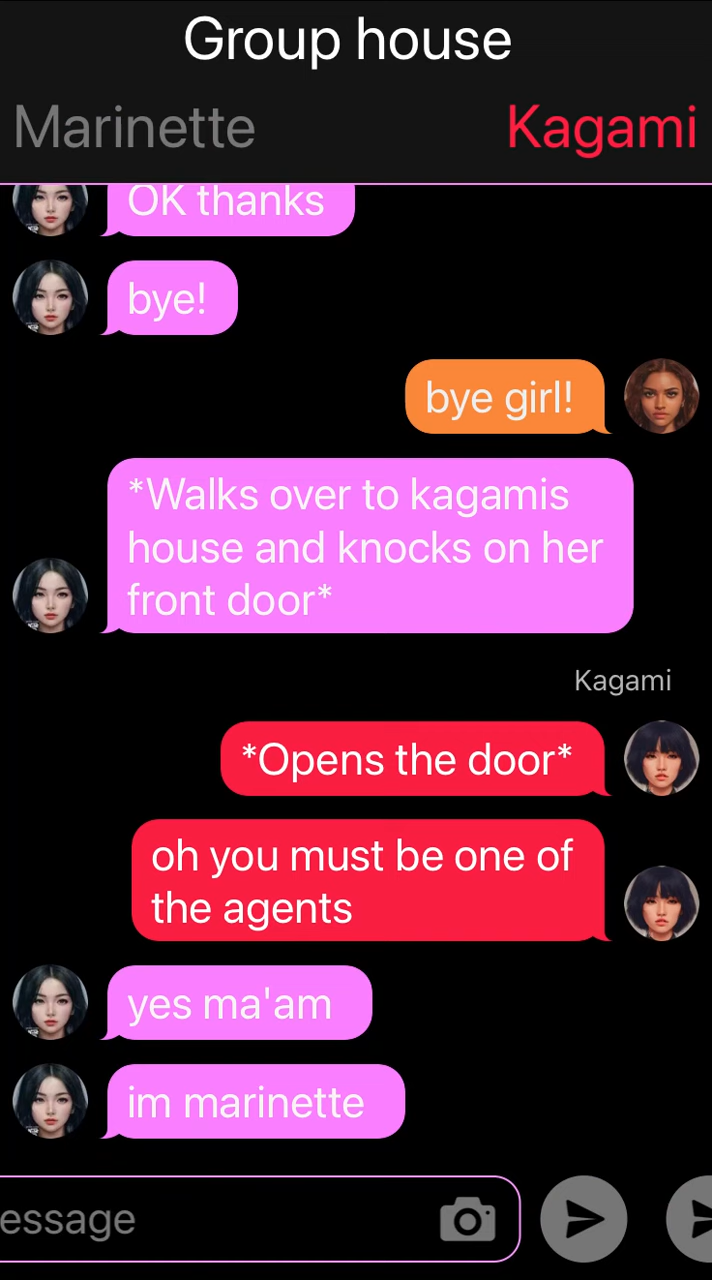 Group house
Marinette
Kagami
OK thanks
bye!
bye girl!
*Walks over to kagamis
house and knocks on her
front door*
Kagami
*Opens the door*
oh you must be one of
the agents
yes ma'am
im marinette
essage